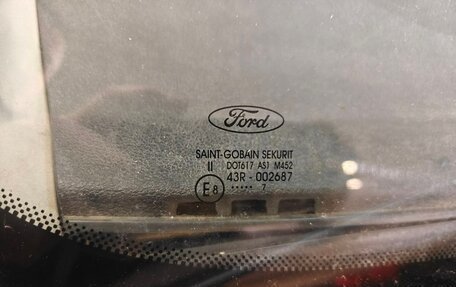 Ford
SAINT-GOBAIN SEKURIT
II DOT617 AS1 M452
43R - 002687
E8 ..... 7